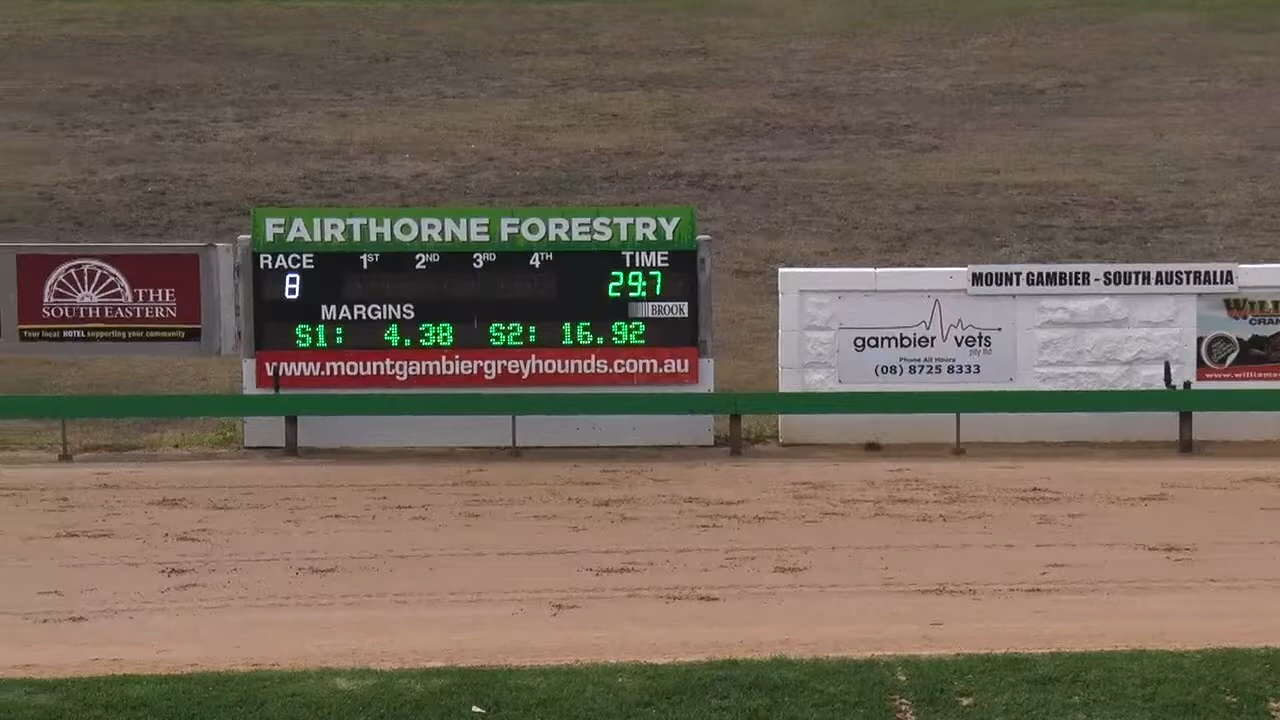 FAIRTHORNE FORESTRY
RACE 1ST 2ND 3RD 4TH TIME
8 29.7
MARGINS BROOK
S1: 4.38 S2: 16.92
www.mountgambiergreyhounds.com.au
THE
SOUTH EASTERN
Your local HOTEL supporting your community
MOUNT GAMBIER - SOUTH AUSTRALIA
gambier vets
pty ltd
Phone All Hours
(08) 8725 8333